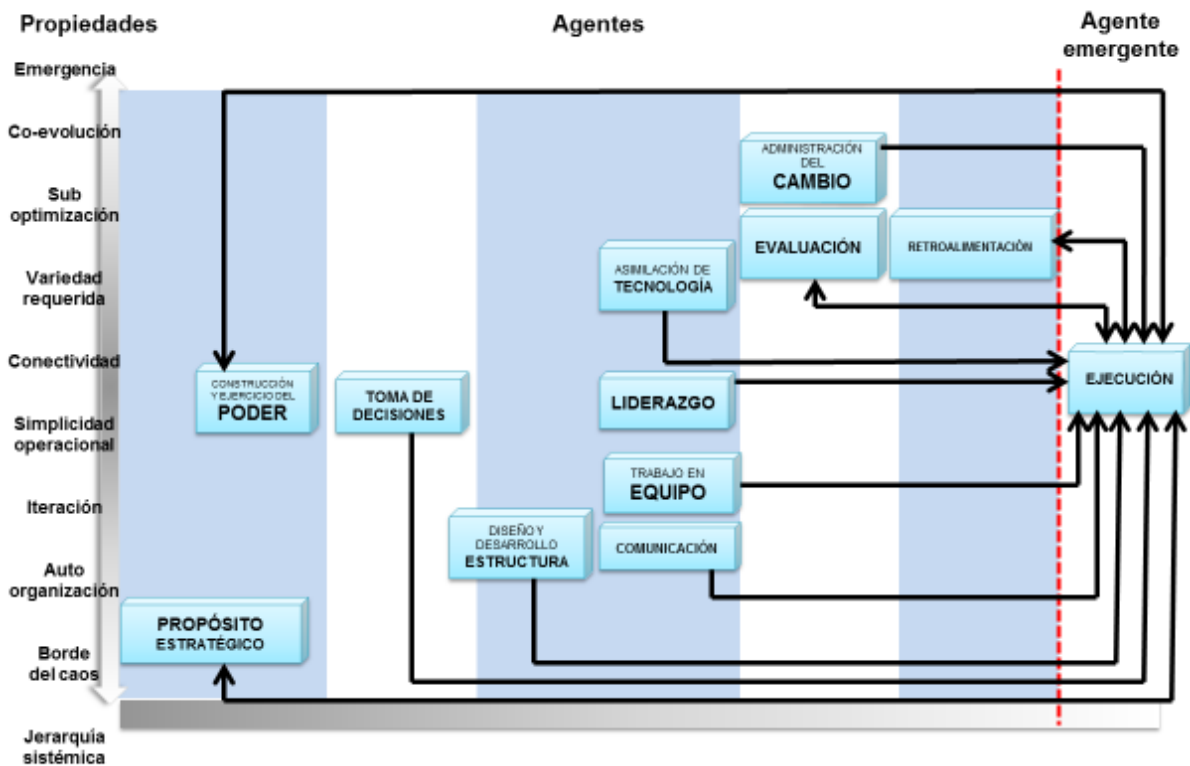 Propiedades
Agentes
Agente
emergente
Emergencia
Co-evolución
Sub
optimización
Variedad
requerida
Conectividad
Simplicidad
operacional
Iteración
Auto
organización
Borde
del caos
Jerarquía
sistémica
ADMINISTRACIÓN
DEL
CAMBIO
EVALUACIÓN
RETROALIMENTACIÓN
ASIMILACIÓN DE
TECNOLOGÍA
CONSTRUCCIÓN
Y EJERCICIO DEL
PODER
TOMA DE
DECISIONES
LIDERAZGO
EJECUCIÓN
TRABAJO EN
EQUIPO
DISEÑO Y
DESARROLLO
ESTRUCTURA
COMUNICACIÓN
PROPÓSITO
ESTRATÉGICO